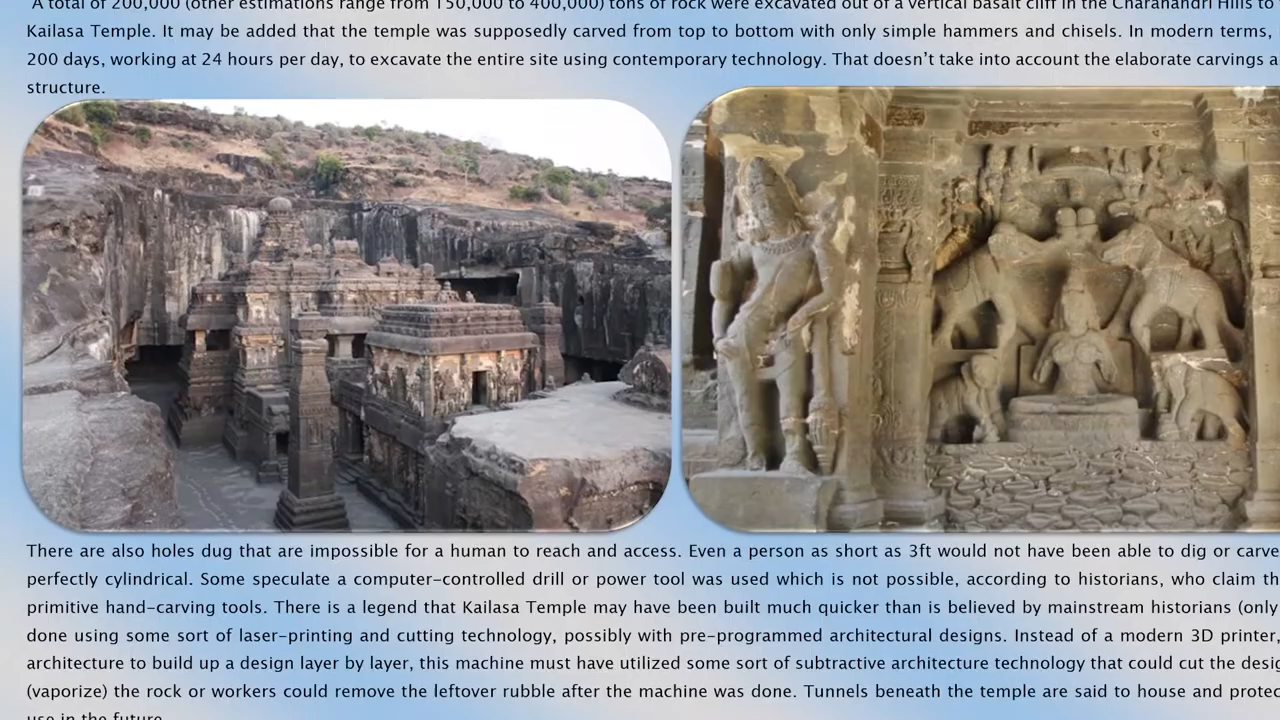 A total of 200,000 (other estimations range from 150,000 to 400,000) tons of rock were excavated out of a vertical basalt cliff in the Charanandri Hills to
Kailasa Temple. It may be added that the temple was supposedly carved from top to bottom with only simple hammers and chisels. In modern terms,
200 days, working at 24 hours per day, to excavate the entire site using contemporary technology. That doesn’t take into account the elaborate carvings a
structure.
There are also holes dug that are impossible for a human to reach and access. Even a person as short as 3ft would not have been able to dig or carve
perfectly cylindrical. Some speculate a computer-controlled drill or power tool was used which is not possible, according to historians, who claim th
primitive hand-carving tools. There is a legend that Kailasa Temple may have been built much quicker than is believed by mainstream historians (only
done using some sort of laser-printing and cutting technology, possibly with pre-programmed architectural designs. Instead of a modern 3D printer,
architecture to build up a design layer by layer, this machine must have utilized some sort of subtractive architecture technology that could cut the desig
(vaporize) the rock or workers could remove the leftover rubble after the machine was done. Tunnels beneath the temple are said to house and protec
use in the future.